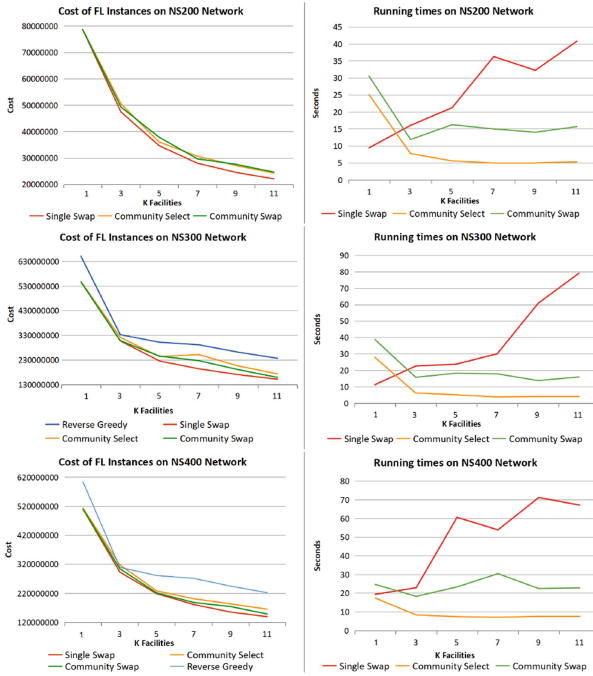 Cost of FL Instances on NS200 Network
80000000
70000000
60000000
50000000
40000000
30000000
20000000
Cost
1 3 5 7 9 11
K Facilities
Single Swap Community Select Community Swap
Running times on NS200 Network
45
40
35
30
25
20
15
10
5
0
Seconds
1 3 5 7 9 11
K Facilities
Single Swap Community Select Community Swap
Cost of FL Instances on NS300 Network
630000000
530000000
430000000
330000000
230000000
130000000
Cost
1 3 5 7 9 11
K Facilities
Reverse Greedy Single Swap
Community Select Community Swap
Running times on NS300 Network
90
80
70
60
50
40
30
20
10
0
Seconds
1 3 5 7 9 11
K Facilities
Single Swap Community Select Community Swap
Cost of FL Instances on NS400 Network
620000000
520000000
420000000
320000000
220000000
120000000
Cost
1 3 5 7 9 11
K Facilities
Single Swap Community Select
Community Swap Reverse Greedy
Running times on NS400 Network
80
70
60
50
40
30
20
10
0
Seconds
1 3 5 7 9 11
K Facilities
Single Swap Community Select Community Swap